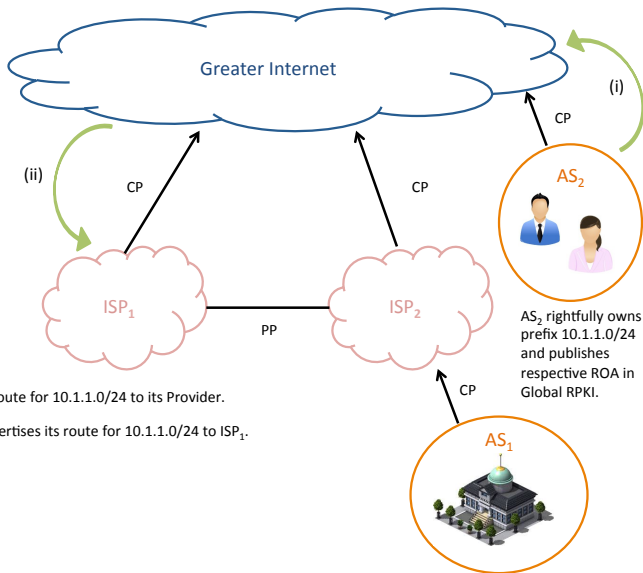 Greater Internet
(i)
CP
(ii)
CP
CP
AS₂
ISP₁
ISP₂
PP
AS₂ rightfully owns
prefix 10.1.1.0/24
and publishes
respective ROA in
Global RPKI.
CP
oute for 10.1.1.0/24 to its Provider.
ertises its route for 10.1.1.0/24 to ISP₁.
AS₁